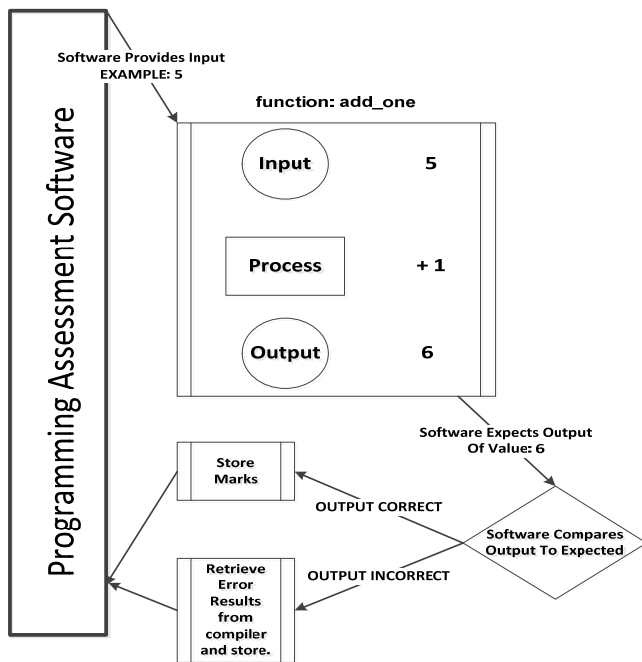 Programming Assessment Software
Software Provides Input
EXAMPLE: 5
function: add_one
Input
5
Process
+ 1
Output
6
Software Expects Output
Of Value: 6
Software Compares
Output To Expected
OUTPUT CORRECT
Store
Marks
OUTPUT INCORRECT
Retrieve
Error
Results
from
compiler
and store.